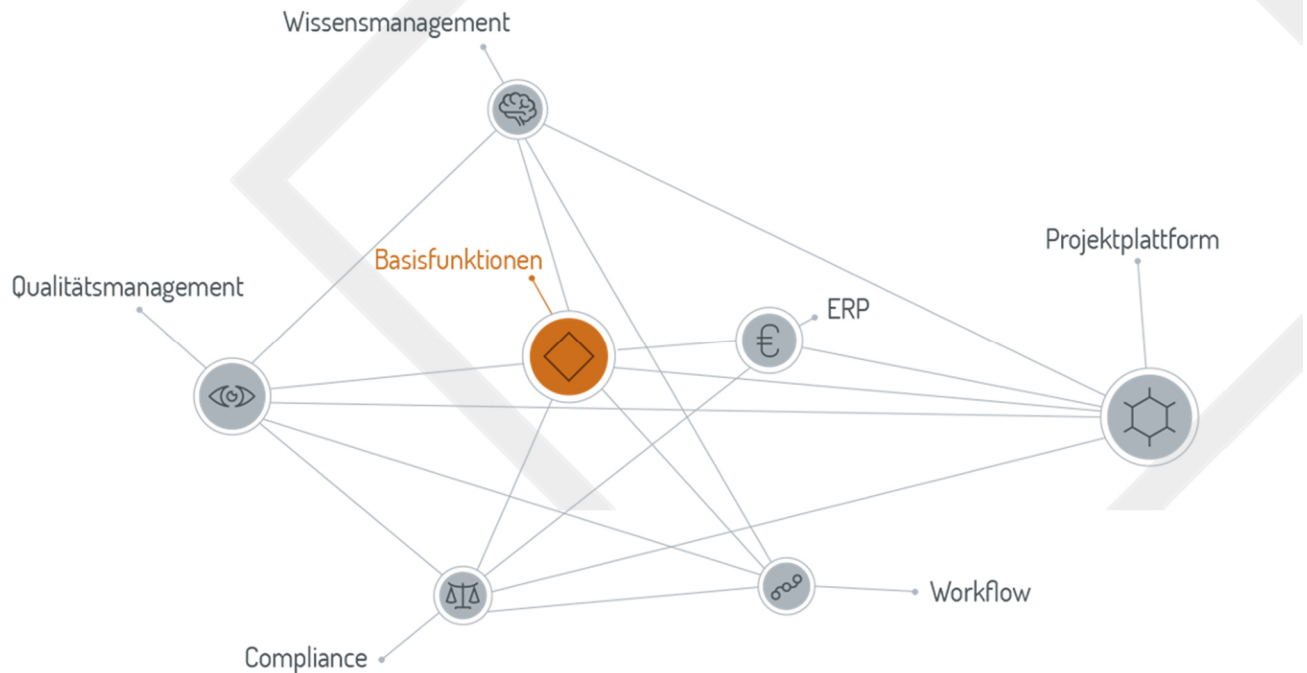 Wissensmanagement
Projektplattform
Basisfunktionen
Qualitätsmanagement
ERP
€
Workflow
Compliance